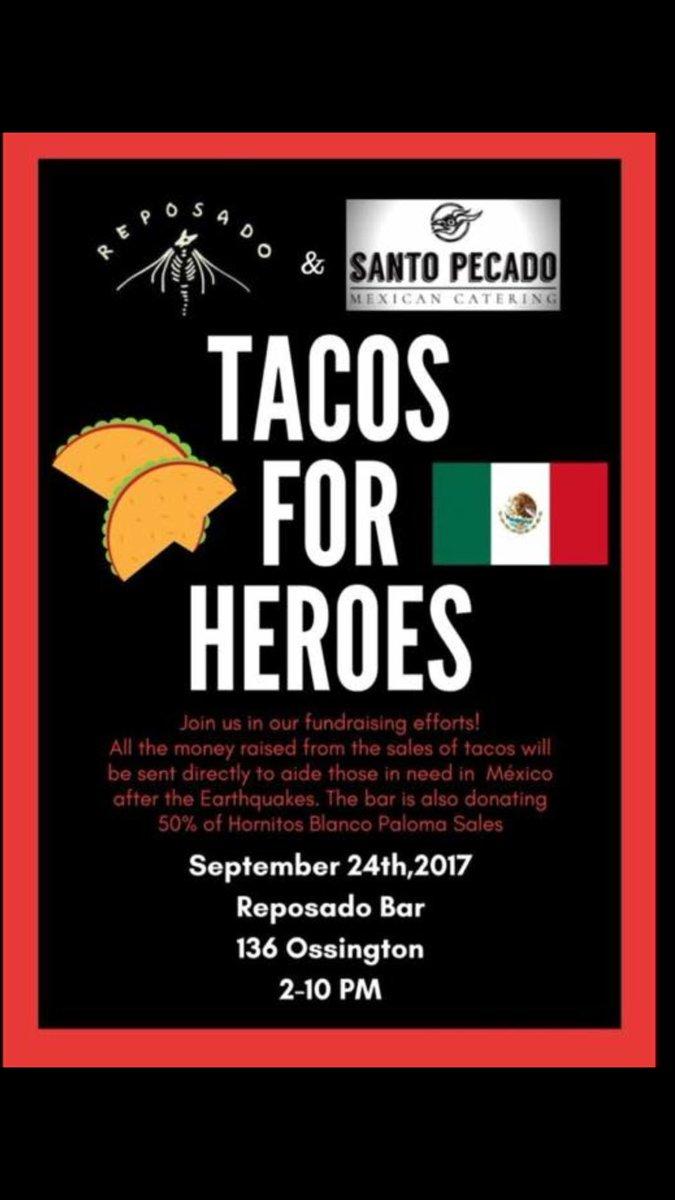 REPOSADO
&
SANTO PECADO
MEXICAN CATERING
TACOS
FOR
HEROES
Join us in our fundraising efforts!
All the money raised from the sales of tacos will
be sent directly to aide those in need in México
after the Earthquakes. The bar is also donating
50% of Hornitos Blanco Paloma Sales
September 24th,2017
Reposado Bar
136 Ossington
2-10 PM